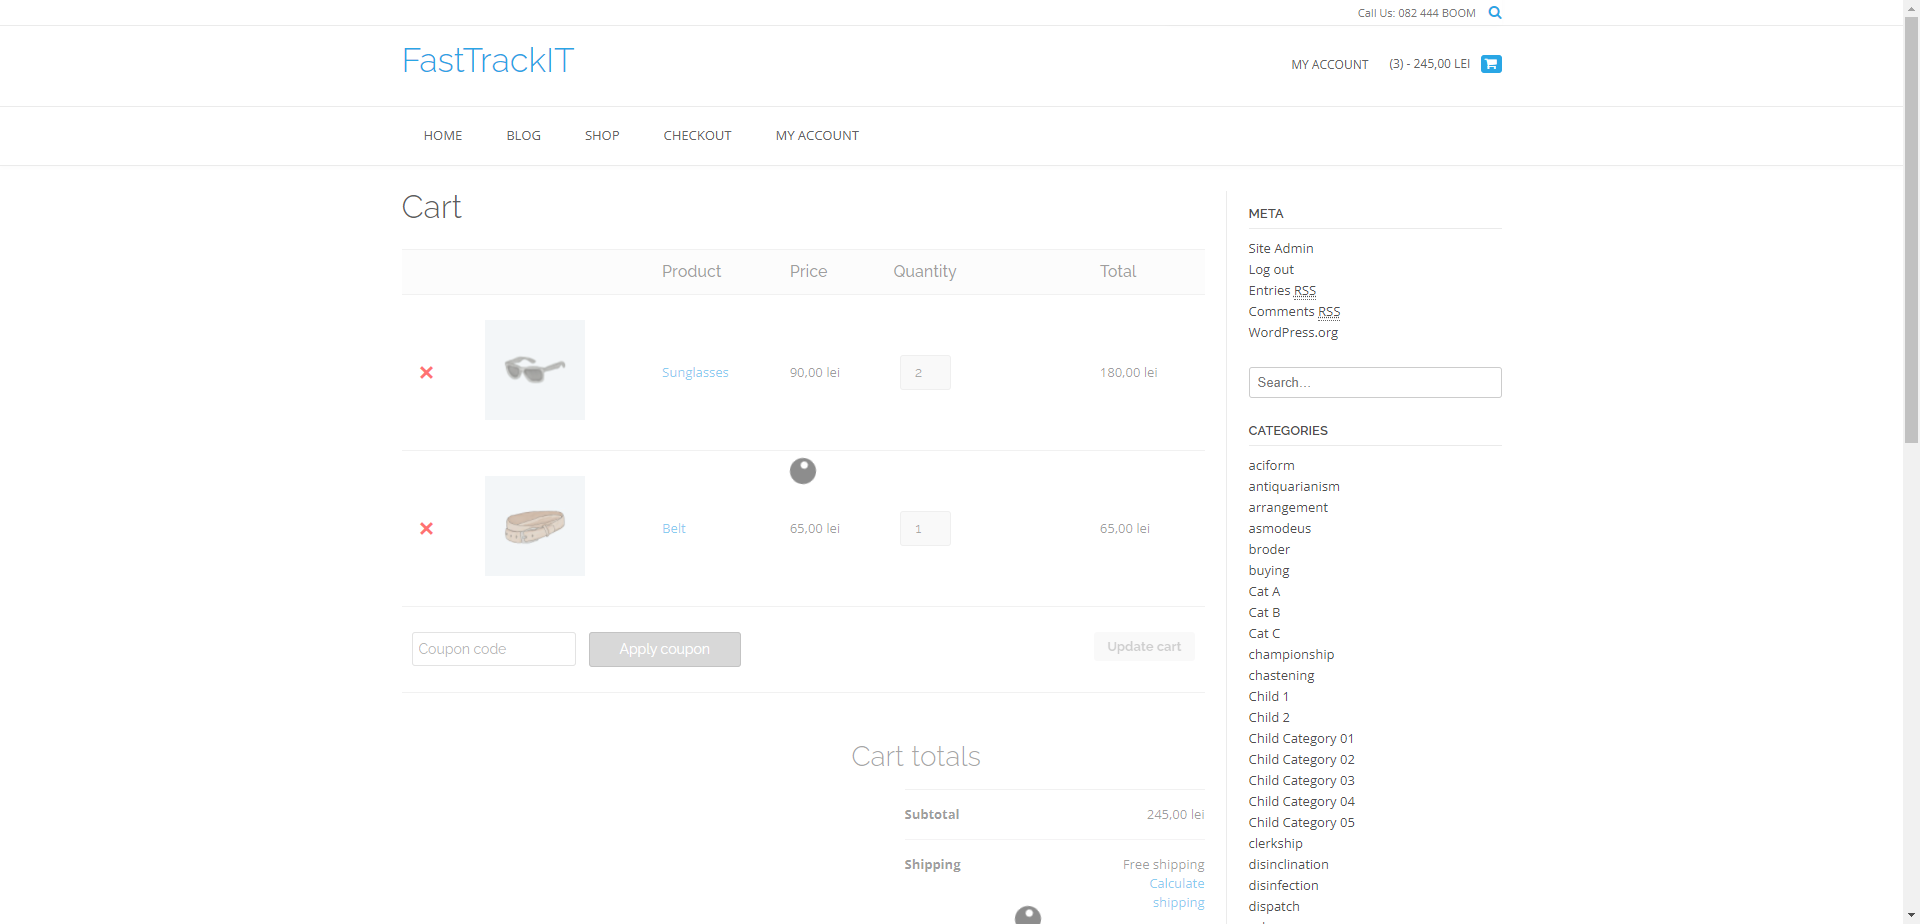 Call Us: 082 444 BOOM
FastTrackIT
MY ACCOUNT (3) - 245,00 LEI
HOME BLOG SHOP CHECKOUT MY ACCOUNT
Cart
Product Price Quantity Total
Sunglasses 90,00 lei 2 180,00 lei
Belt 65,00 lei 1 65,00 lei
Coupon code Apply coupon Update cart
Cart totals
Subtotal 245,00 lei
Shipping Free shipping
Calculate
shipping
META
Site Admin
Log out
Entries RSS
Comments RSS
WordPress.org
Search...
CATEGORIES
aciform
antiquarianism
arrangement
asmodeus
broder
buying
Cat A
Cat B
Cat C
championship
chastening
Child 1
Child 2
Child Category 01
Child Category 02
Child Category 03
Child Category 04
Child Category 05
clerkship
disinclination
disinfection
dispatch